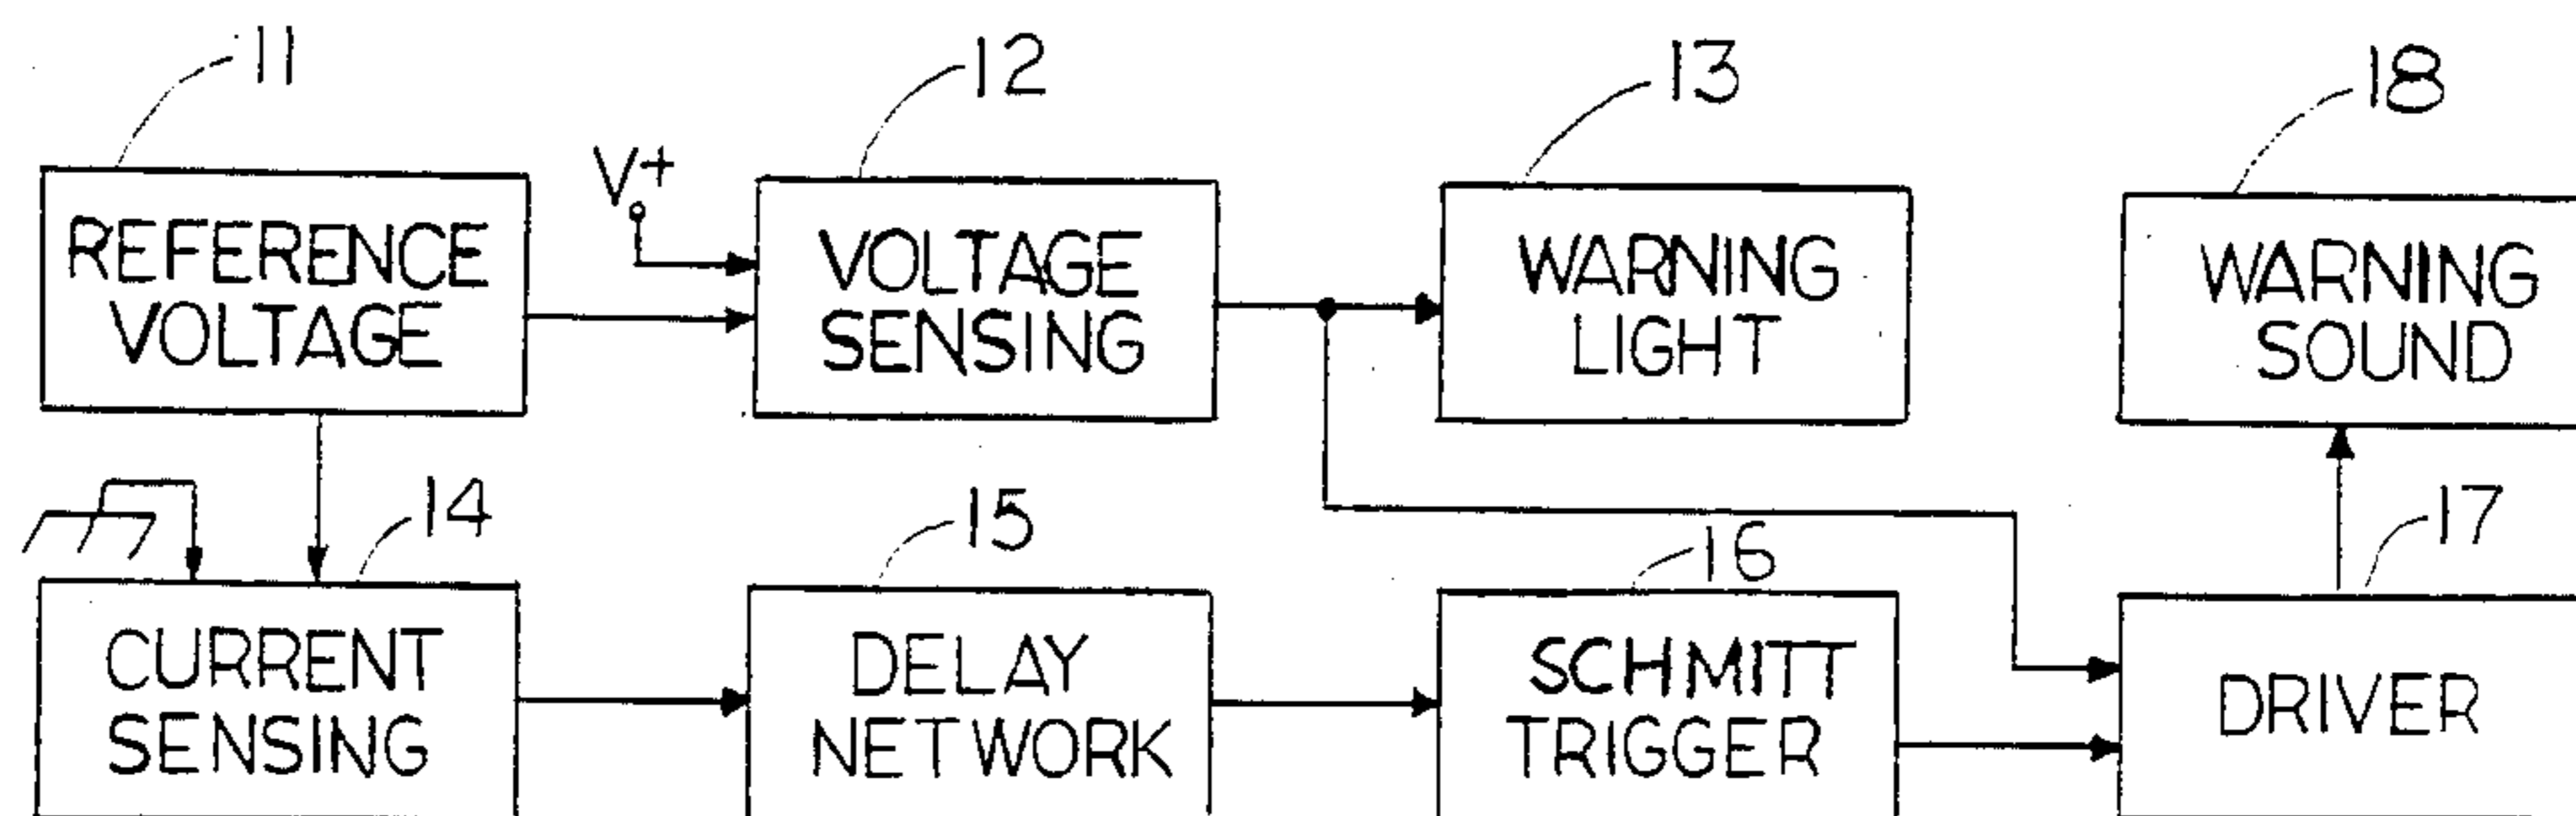 11
12
13
18
V+
REFERENCE
VOLTAGE
VOLTAGE
SENSING
WARNING
LIGHT
WARNING
SOUND
14
15
16
17
CURRENT
SENSING
DELAY
NETWORK
SCHMITT
TRIGGER
DRIVER